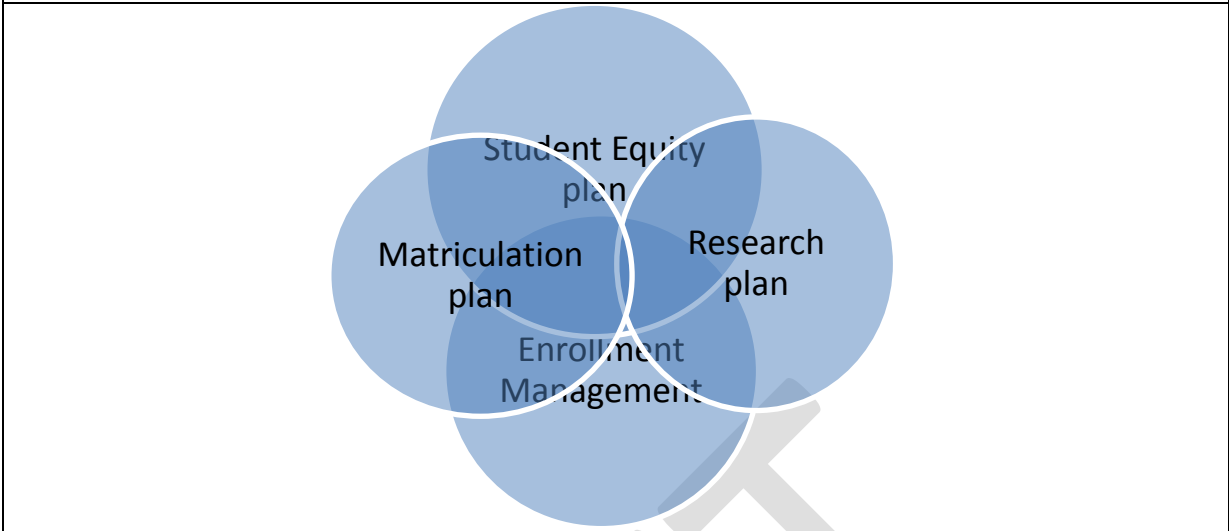 Student Equity
plan
Matriculation
plan
Research
plan
Enrollment
Management